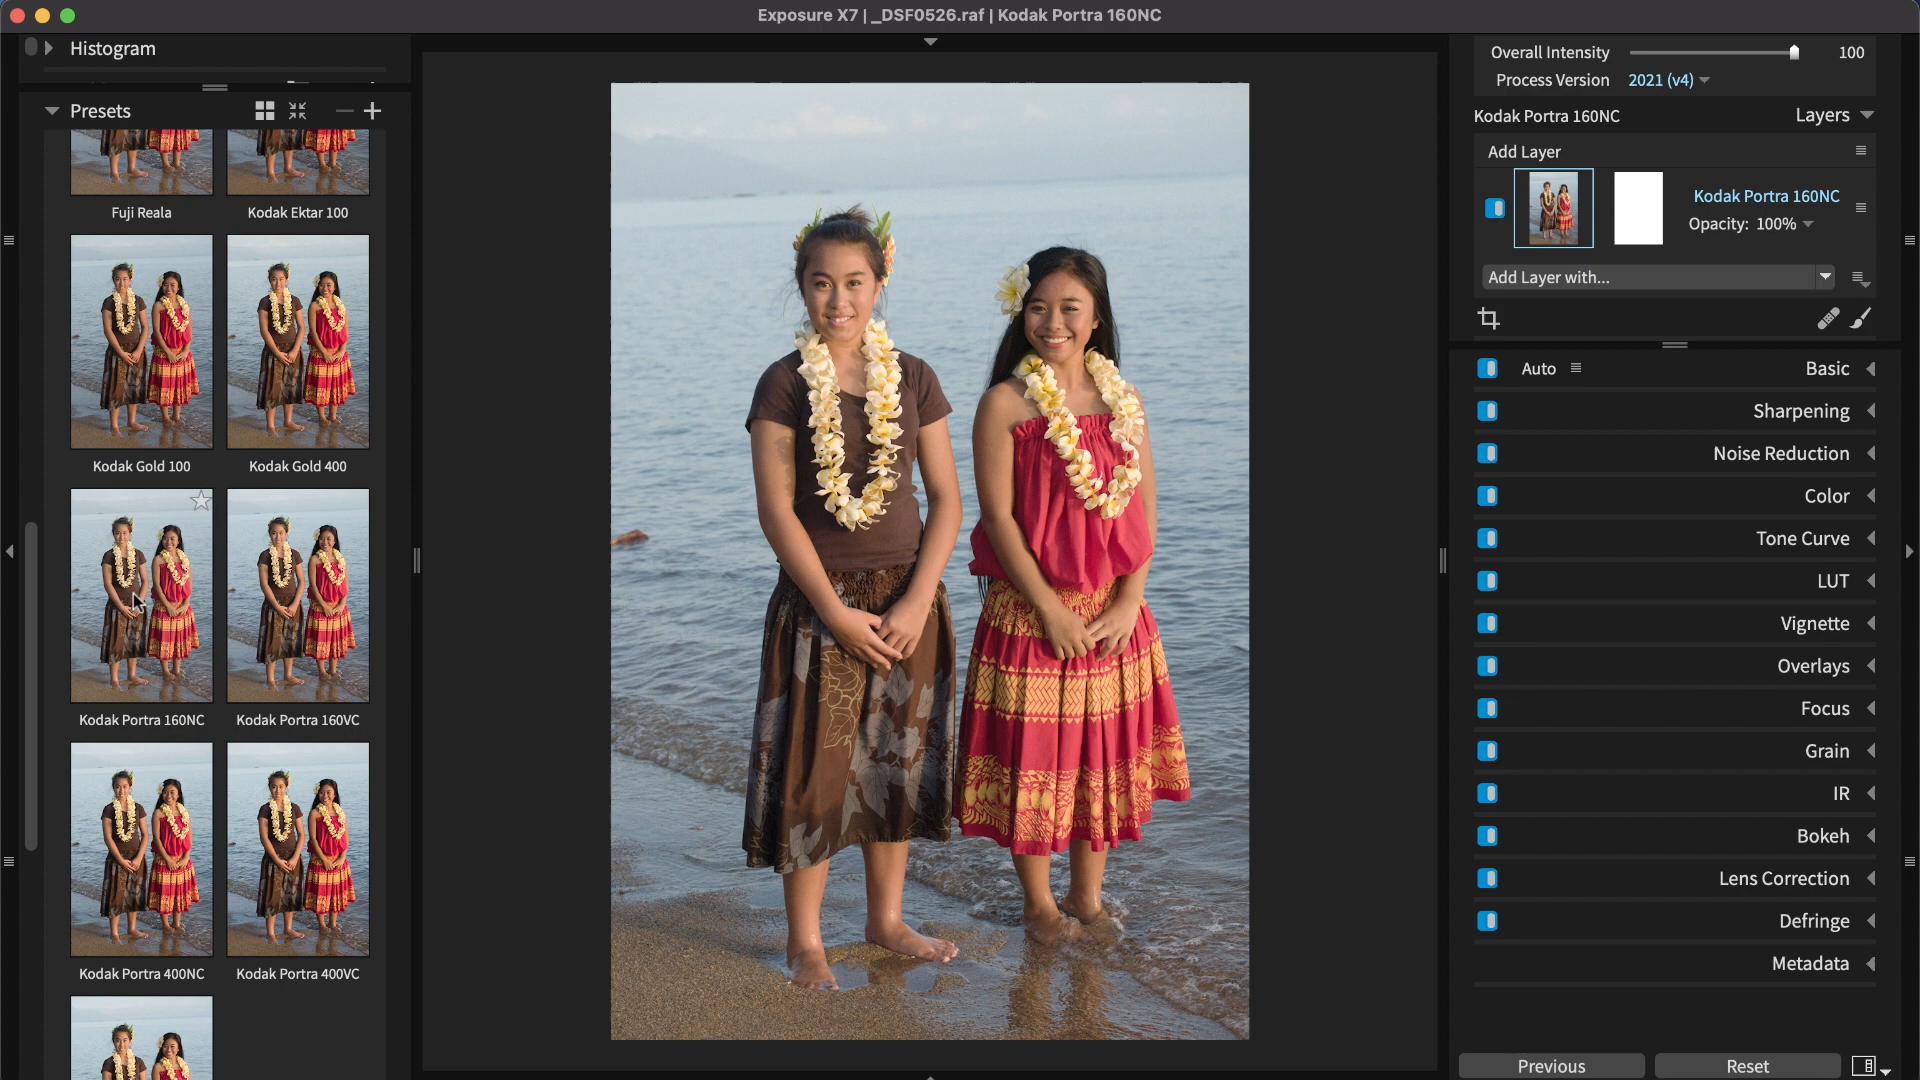 Exposure X7 | _DSF0526.raf | Kodak Portra 160NC
Histogram
Presets
Fuji Reala
Kodak Ektar 100
Kodak Gold 100
Kodak Gold 400
Kodak Portra 160NC
Kodak Portra 160VC
Kodak Portra 400NC
Kodak Portra 400VC
Overall Intensity 100
Process Version 2021 (v4)
Kodak Portra 160NC Layers
Add Layer
Kodak Portra 160NC
Opacity: 100%
Add Layer with...
Auto Basic
Sharpening
Noise Reduction
Color
Tone Curve
LUT
Vignette
Overlays
Focus
Grain
IR
Bokeh
Lens Correction
Defringe
Metadata
Previous Reset